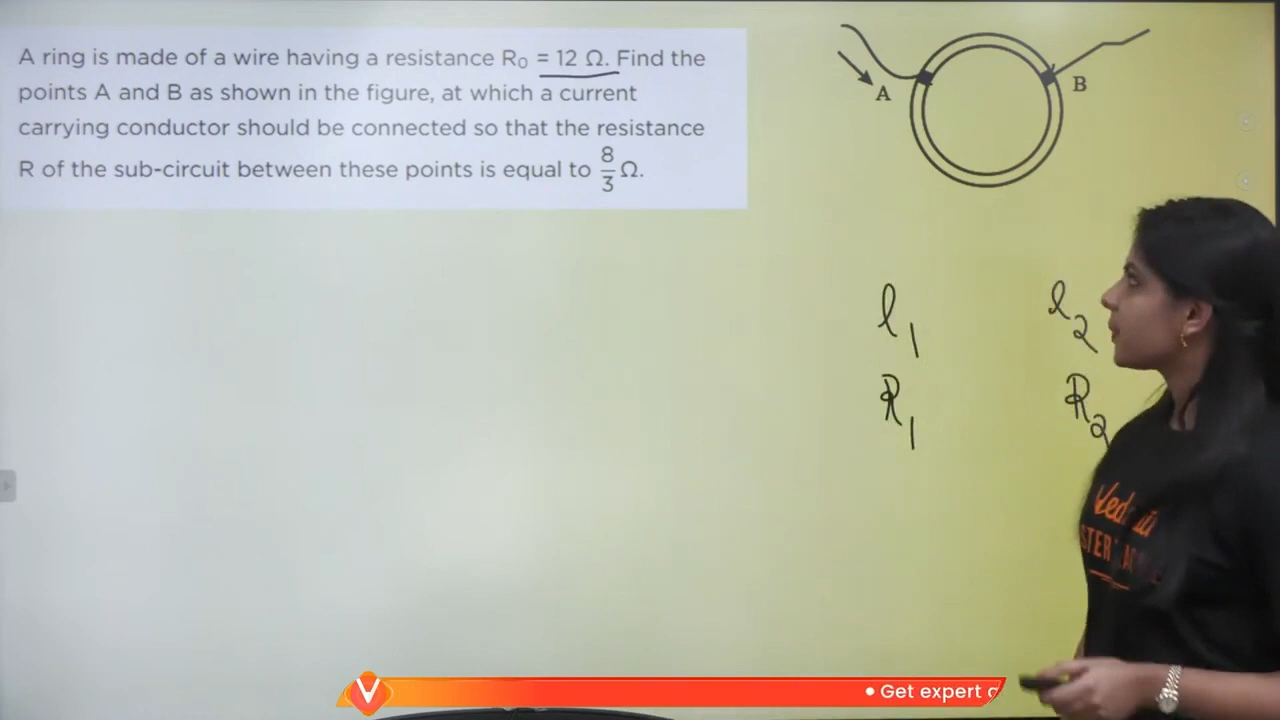 A ring is made of a wire having a resistance R₀ = 12 Ω. Find the
points A and B as shown in the figure, at which a current
carrying conductor should be connected so that the resistance
R of the sub-circuit between these points is equal to 8/3 Ω.
A
B
l₁ l₂
R₁ R₂
• Get expert